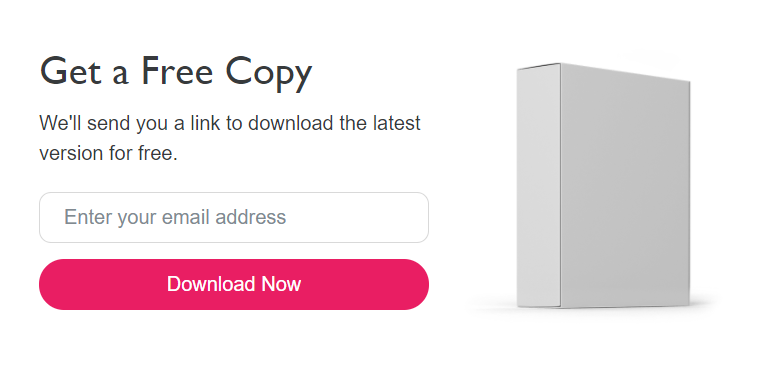 Get a Free Copy
We'll send you a link to download the latest
version for free.
Enter your email address
Download Now